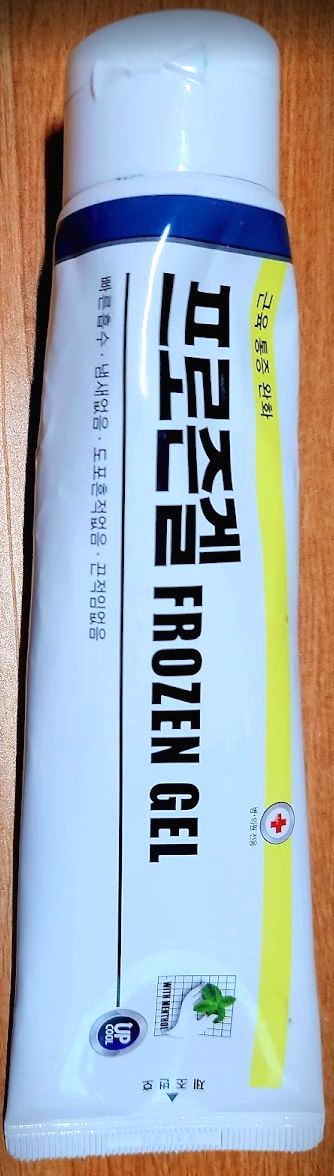 근육 통증 완화
프로즌겔 FROZEN GEL
빠른흡수 · 냄새없음 · 도포흔적없음 · 끈적임없음
병·의원 전용
WITH MENTHOL
UP
COOL
제조번호